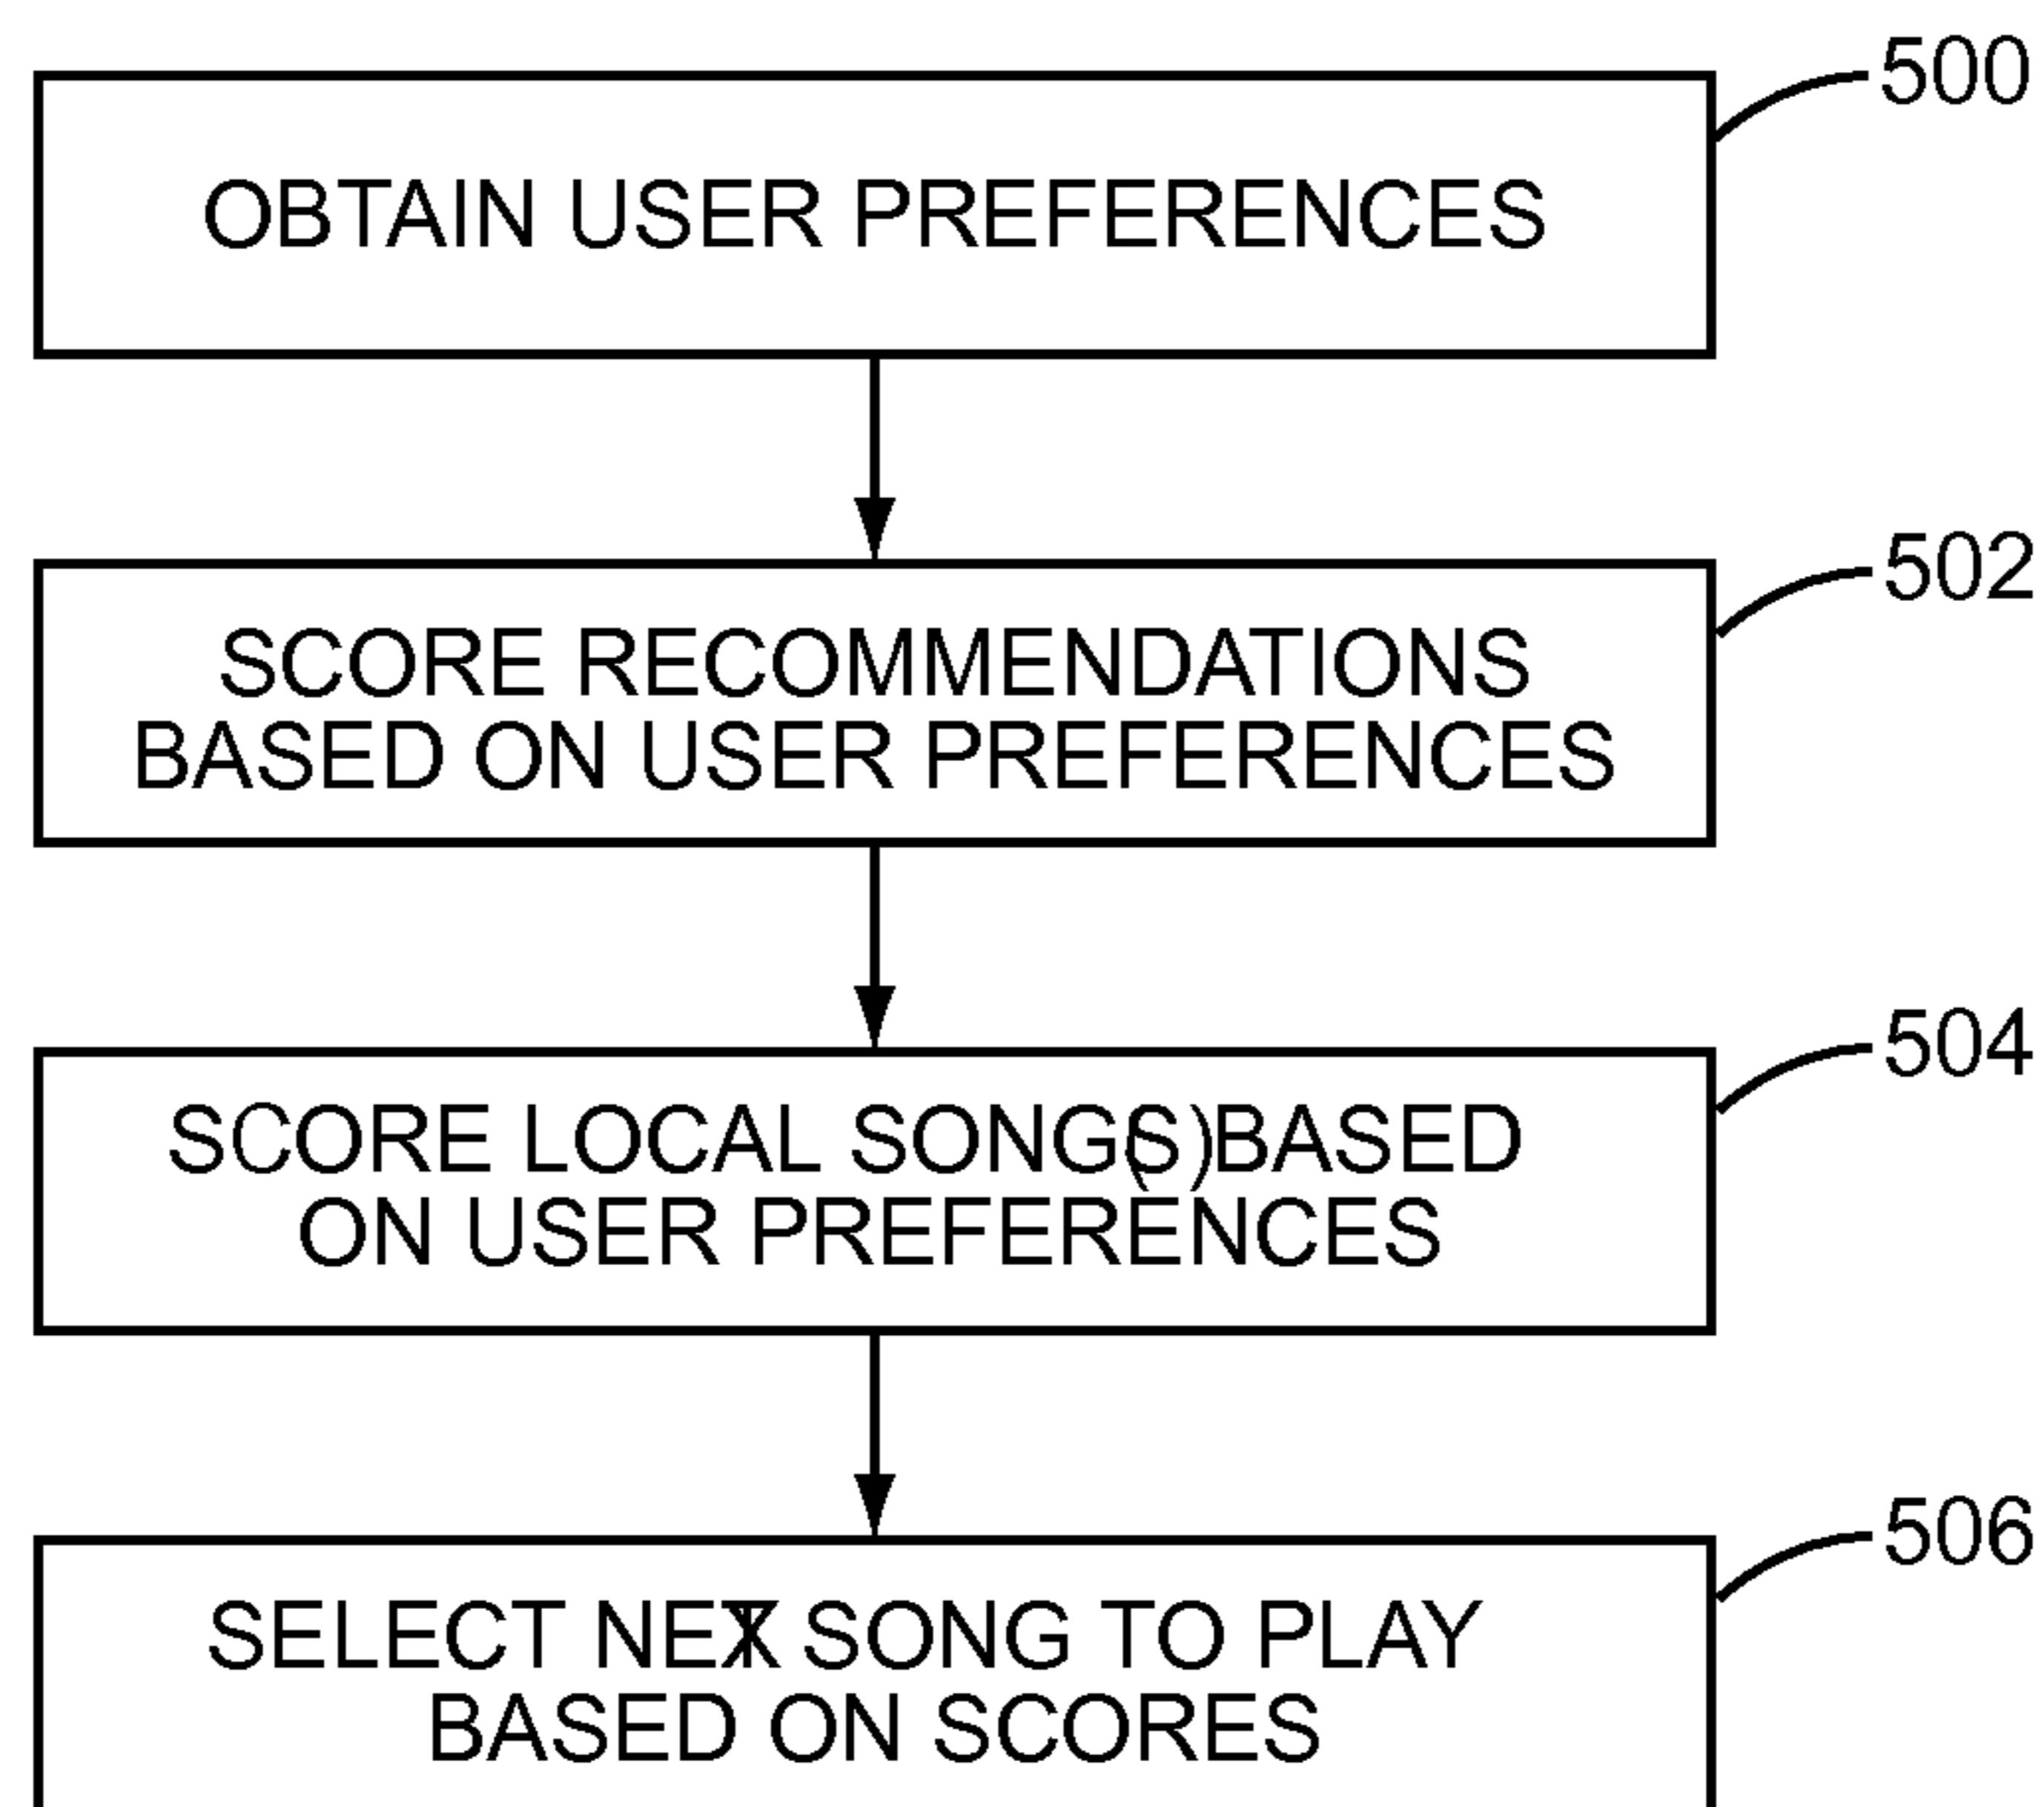 500
OBTAIN USER PREFERENCES
502
SCORE RECOMMENDATIONS
BASED ON USER PREFERENCES
504
SCORE LOCAL SONG(S) BASED
ON USER PREFERENCES
506
SELECT NEXT SONG TO PLAY
BASED ON SCORES